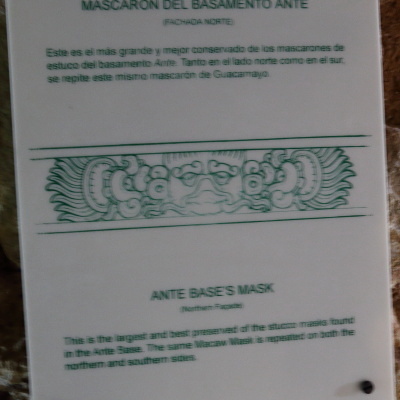 MASCARÓN DEL BASAMENTO ANTE
(FACHADA NORTE)
Este es el más grande y mejor conservado de los mascarones de
estuco del basamento Ante. Tanto en el lado norte como en el sur,
se repite este mismo mascarón de Guacamayo.
ANTE BASE'S MASK
(Northern Facade)
This is the largest and best preserved of the stucco masks found
in the Ante Base. The same Macaw Mask is repeated on both the
northern and southern sides.